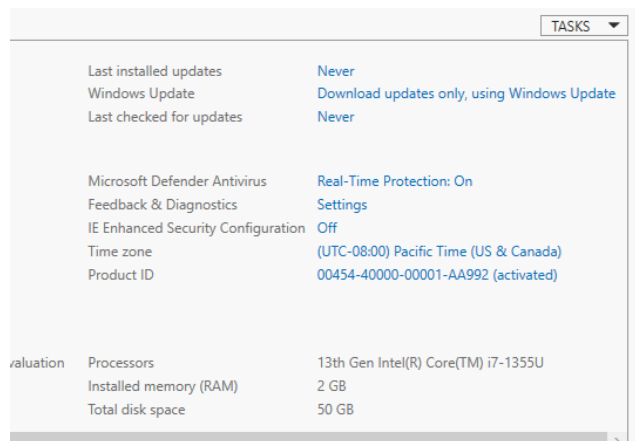 TASKS
Last installed updates Never
Windows Update Download updates only, using Windows Update
Last checked for updates Never
Microsoft Defender Antivirus Real-Time Protection: On
Feedback & Diagnostics Settings
IE Enhanced Security Configuration Off
Time zone (UTC-08:00) Pacific Time (US & Canada)
Product ID 00454-40000-00001-AA992 (activated)
valuation Processors 13th Gen Intel(R) Core(TM) i7-1355U
Installed memory (RAM) 2 GB
Total disk space 50 GB